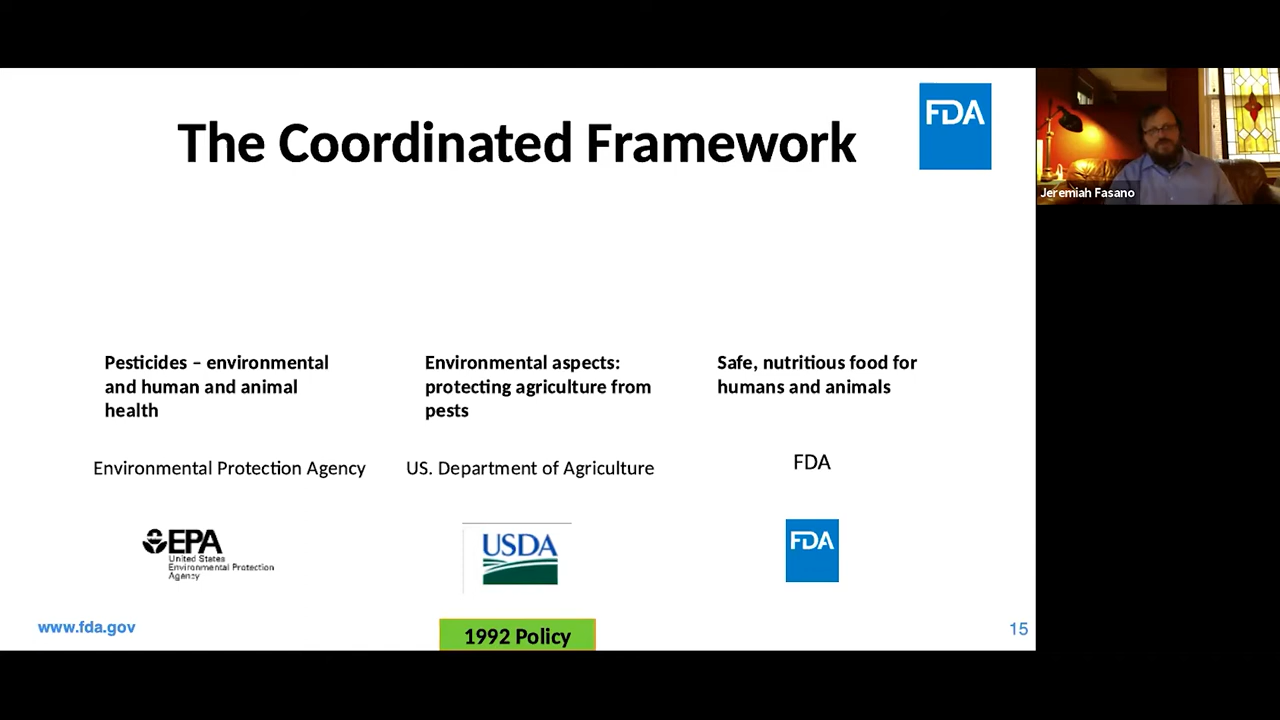 The Coordinated Framework
FDA
Jeremiah Fasano
Pesticides – environmental
and human and animal
health
Environmental aspects:
protecting agriculture from
pests
Safe, nutritious food for
humans and animals
Environmental Protection Agency
US. Department of Agriculture
FDA
EPA
United States
Environmental Protection
Agency
USDA
FDA
www.fda.gov
1992 Policy
15